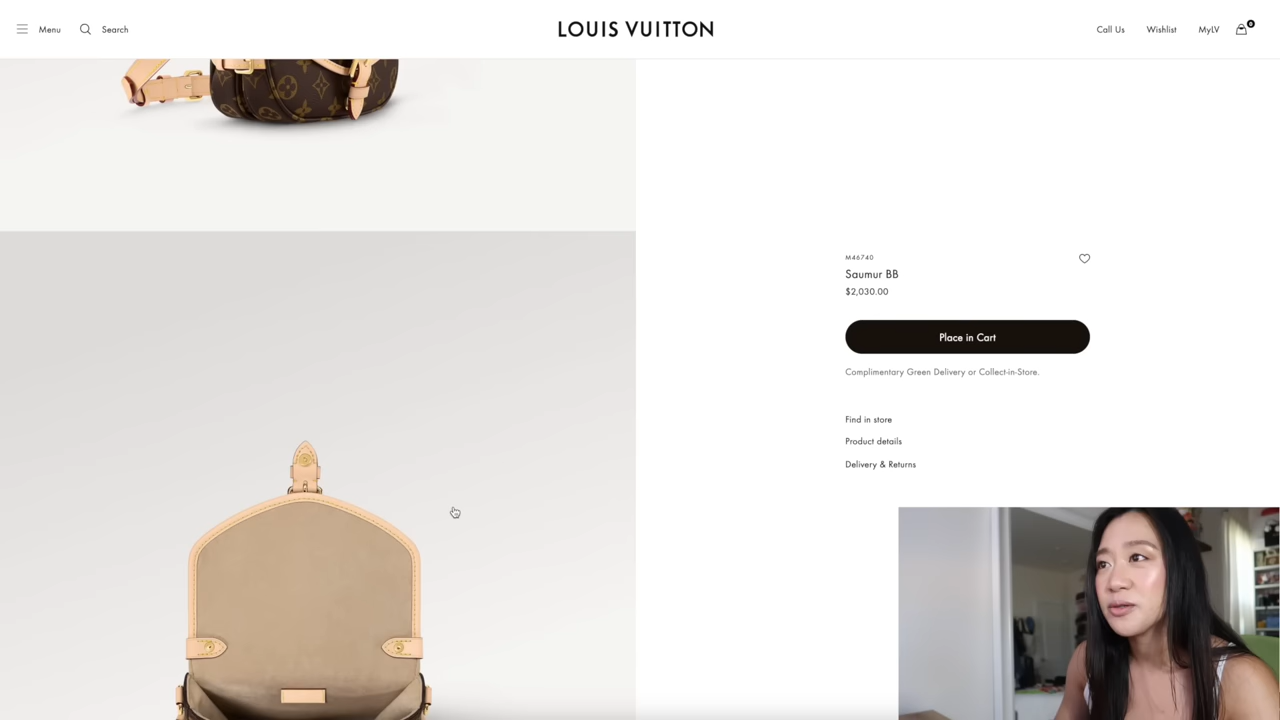 Menu
Search
LOUIS VUITTON
Call Us
Wishlist
MyLV
0
M46740
Saumur BB
$2,030.00
Place in Cart
Complimentary Green Delivery or Collect-in-Store.
Find in store
Product details
Delivery & Returns